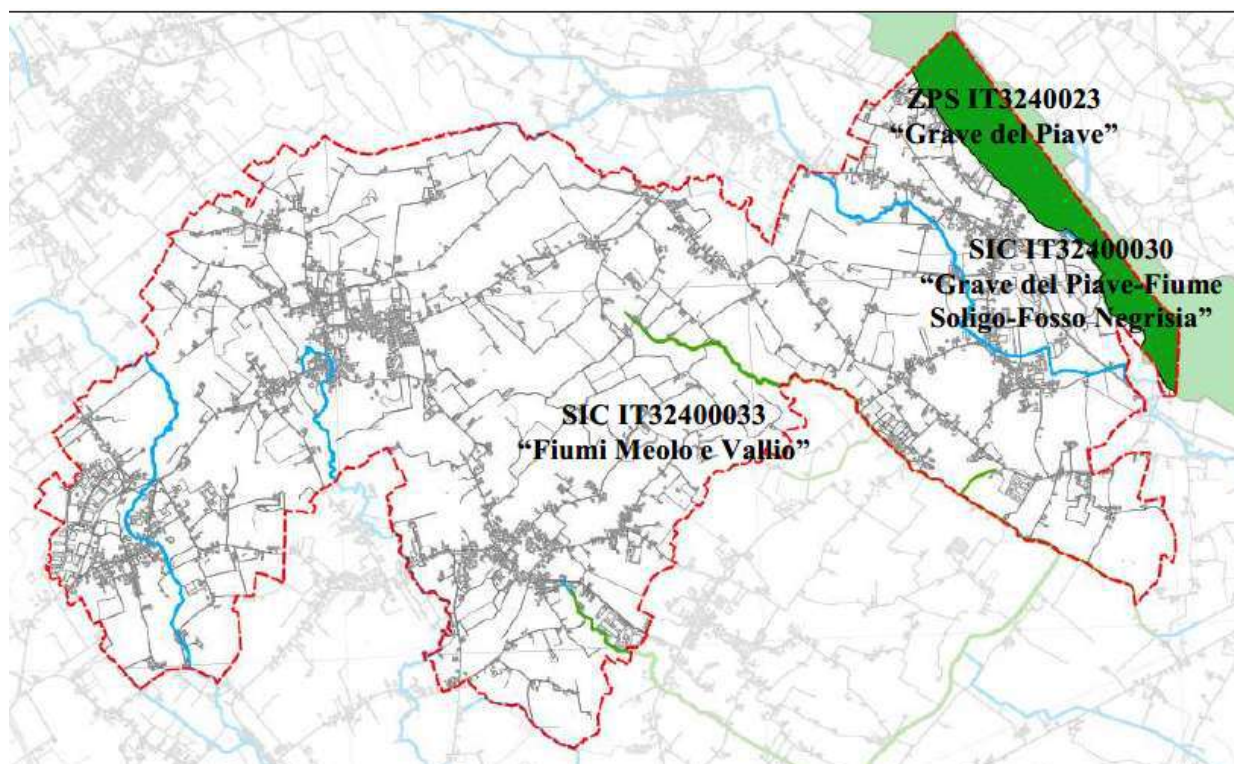 ZPS IT3240023
“Grave del Piave”
SIC IT32400030
“Grave del Piave-Fiume
Soligo-Fosso Negrisia”
SIC IT32400033
“Fiumi Meolo e Vallio”